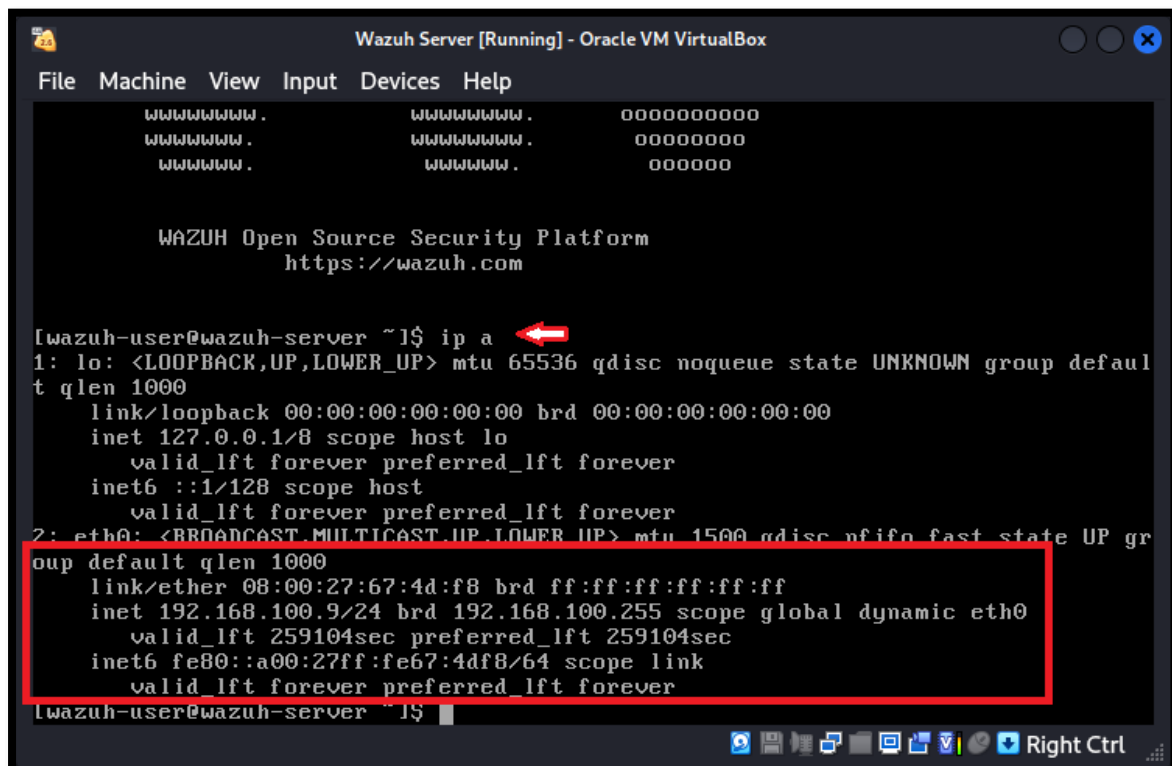 Wazuh Server [Running] - Oracle VM VirtualBox
File Machine View Input Devices Help
wwwwwwww. wwwwwwww. oooooooooo
wwwwwww. wwwwwww. oooooooo
wwwwww. wwwwww. oooooo
WAZUH Open Source Security Platform
https://wazuh.com
[wazuh-user@wazuh-server ~]$ ip a
1: lo: <LOOPBACK,UP,LOWER_UP> mtu 65536 qdisc noqueue state UNKNOWN group defaul
t qlen 1000
link/loopback 00:00:00:00:00:00 brd 00:00:00:00:00:00
inet 127.0.0.1/8 scope host lo
valid_lft forever preferred_lft forever
inet6 ::1/128 scope host
valid_lft forever preferred_lft forever
2: eth0: <BROADCAST,MULTICAST,UP,LOWER_UP> mtu 1500 qdisc pfifo_fast state UP gr
oup default qlen 1000
link/ether 08:00:27:67:4d:f8 brd ff:ff:ff:ff:ff:ff
inet 192.168.100.9/24 brd 192.168.100.255 scope global dynamic eth0
valid_lft 259104sec preferred_lft 259104sec
inet6 fe80::a00:27ff:fe67:4df8/64 scope link
valid_lft forever preferred_lft forever
[wazuh-user@wazuh-server ~]$
Right Ctrl